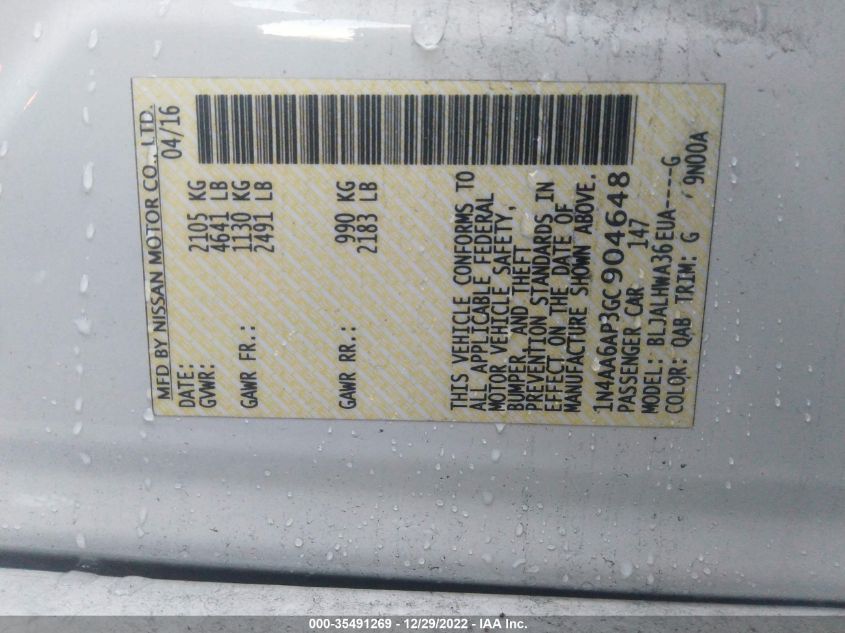 MFD BY NISSAN MOTOR CO., LTD.
DATE: 04/16
GVWR: 2105 KG
4641 LB
GAWR FR.: 1130 KG
2491 LB
GAWR RR.: 990 KG
2183 LB
THIS VEHICLE CONFORMS TO
ALL APPLICABLE FEDERAL
MOTOR VEHICLE SAFETY,
BUMPER, AND THEFT
PREVENTION STANDARDS IN
EFFECT ON THE DATE OF
MANUFACTURE SHOWN ABOVE.
1N4AA6AP3GC904648
PASSENGER CAR 147
MODEL: BLJALHWA36EUA----G
COLOR: QAB TRIM: G , 9N00A
000-35491269 - 12/29/2022 - IAA Inc.